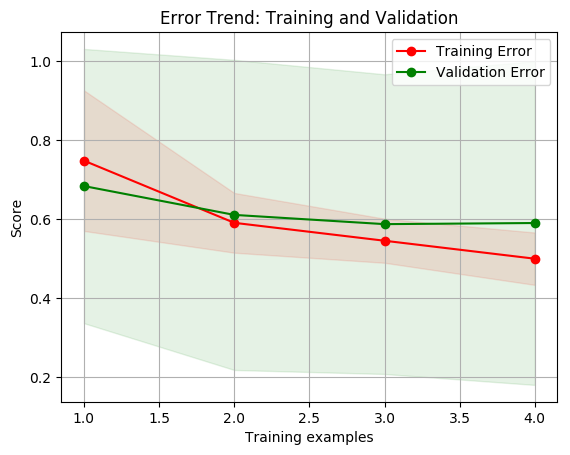 Error Trend: Training and Validation
Training Error
Validation Error
Score
1.0
0.8
0.6
0.4
0.2
1.0 1.5 2.0 2.5 3.0 3.5 4.0
Training examples